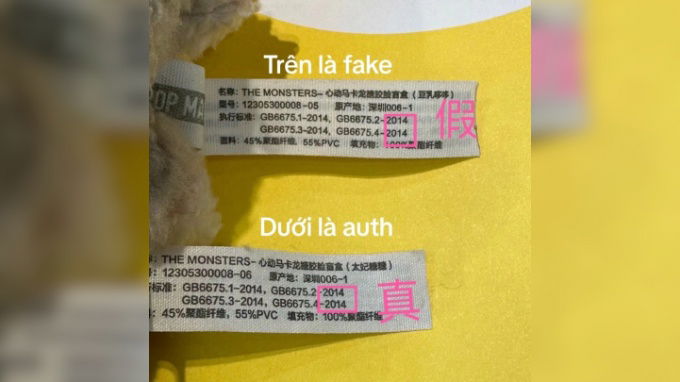 Trên là fake
OP M
名称: THE MONSTERS-心动马卡龙搪胶脸盲盒(豆乳哆哆)
型号: 12305300008-05 原产地: 深圳006-1
执行标准: GB6675.1-2014, GB6675.2-2014
GB6675.3-2014, GB6675.4-2014
面料: 45%聚酯纤维, 55%PVC 填充物: 100%聚酯纤维
假
Dưới là auth
: THE MONSTERS-心动马卡龙搪胶脸盲盒(太妃糖糖)
: 12305300008-06 原产地: 深圳006-1
标准: GB6675.1-2014, GB6675.2-2014
GB6675.3-2014, GB6675.4-2014
: 45%聚酯纤维, 55%PVC 填充物: 100%聚酯纤维
真